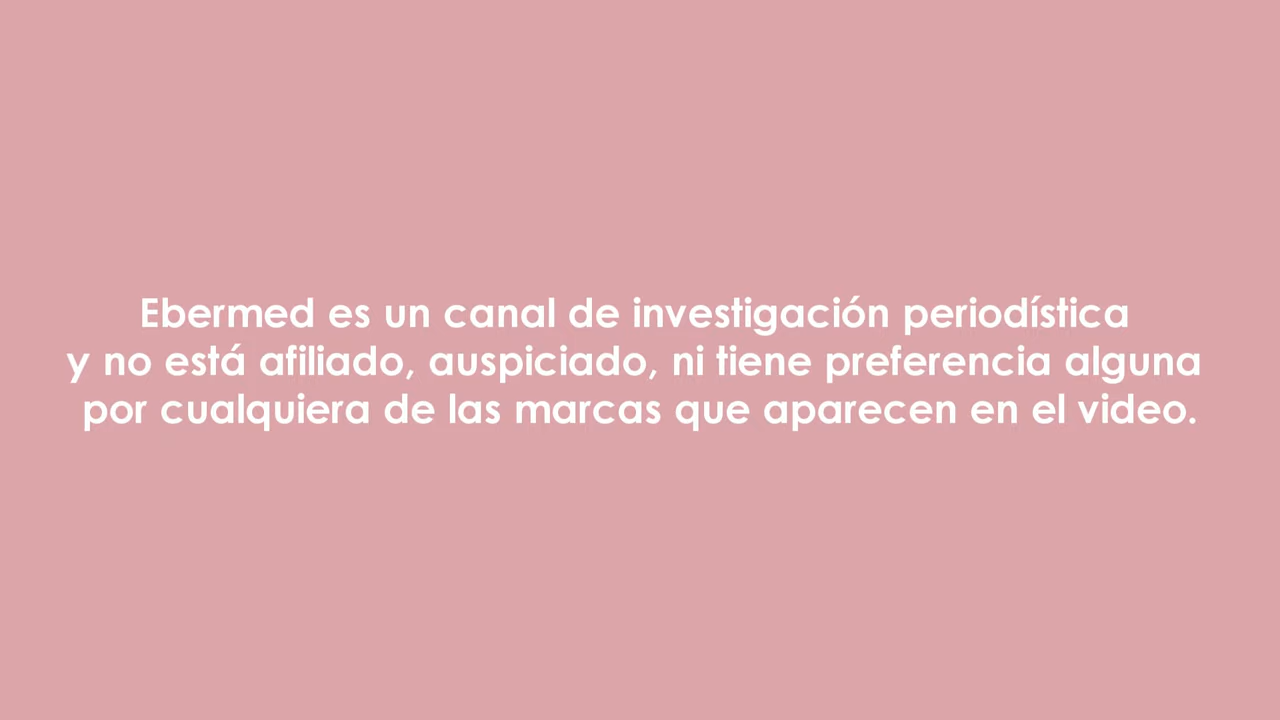 Ebermed es un canal de investigación periodística
y no está afiliado, auspiciado, ni tiene preferencia alguna
por cualquiera de las marcas que aparecen en el video.